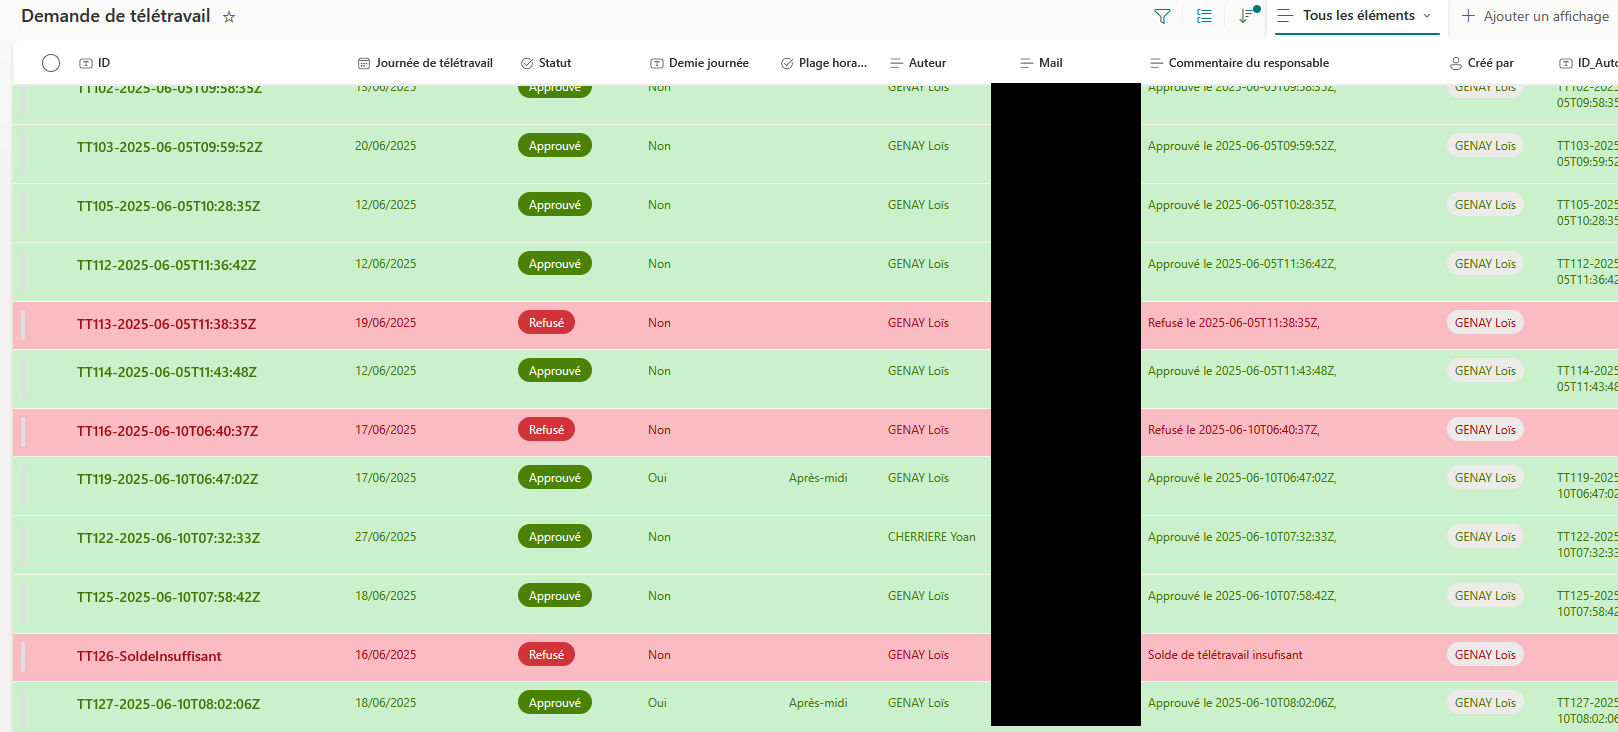 Demande de télétravail
Tous les éléments
Ajouter un affichage
ID Journée de télétravail Statut Demie journée Plage hora... Auteur Mail Commentaire du responsable Créé par ID_Auto
TT102-2025-06-05T09:58:35Z 13/06/2025 Approuvé Non GENAY Loïs Approuvé le 2025-06-05T09:58:35Z, GENAY Loïs TT102-2025
05T09:58:35
TT103-2025-06-05T09:59:52Z 20/06/2025 Approuvé Non GENAY Loïs Approuvé le 2025-06-05T09:59:52Z, GENAY Loïs TT103-2025
05T09:59:52
TT105-2025-06-05T10:28:35Z 12/06/2025 Approuvé Non GENAY Loïs Approuvé le 2025-06-05T10:28:35Z, GENAY Loïs TT105-2025
05T10:28:35
TT112-2025-06-05T11:36:42Z 12/06/2025 Approuvé Non GENAY Loïs Approuvé le 2025-06-05T11:36:42Z, GENAY Loïs TT112-2025
05T11:36:42
TT113-2025-06-05T11:38:35Z 19/06/2025 Refusé Non GENAY Loïs Refusé le 2025-06-05T11:38:35Z, GENAY Loïs
TT114-2025-06-05T11:43:48Z 12/06/2025 Approuvé Non GENAY Loïs Approuvé le 2025-06-05T11:43:48Z, GENAY Loïs TT114-2025
05T11:43:48
TT116-2025-06-10T06:40:37Z 17/06/2025 Refusé Non GENAY Loïs Refusé le 2025-06-10T06:40:37Z, GENAY Loïs
TT119-2025-06-10T06:47:02Z 17/06/2025 Approuvé Oui Après-midi GENAY Loïs Approuvé le 2025-06-10T06:47:02Z, GENAY Loïs TT119-2025
10T06:47:02
TT122-2025-06-10T07:32:33Z 27/06/2025 Approuvé Non CHERRIERE Yoan Approuvé le 2025-06-10T07:32:33Z, GENAY Loïs TT122-2025
10T07:32:33
TT125-2025-06-10T07:58:42Z 18/06/2025 Approuvé Non GENAY Loïs Approuvé le 2025-06-10T07:58:42Z, GENAY Loïs TT125-2025
10T07:58:42
TT126-SoldeInsuffisant 16/06/2025 Refusé Non GENAY Loïs Solde de télétravail insufisant GENAY Loïs
TT127-2025-06-10T08:02:06Z 18/06/2025 Approuvé Oui Après-midi GENAY Loïs Approuvé le 2025-06-10T08:02:06Z, GENAY Loïs TT127-2025
10T08:02:06